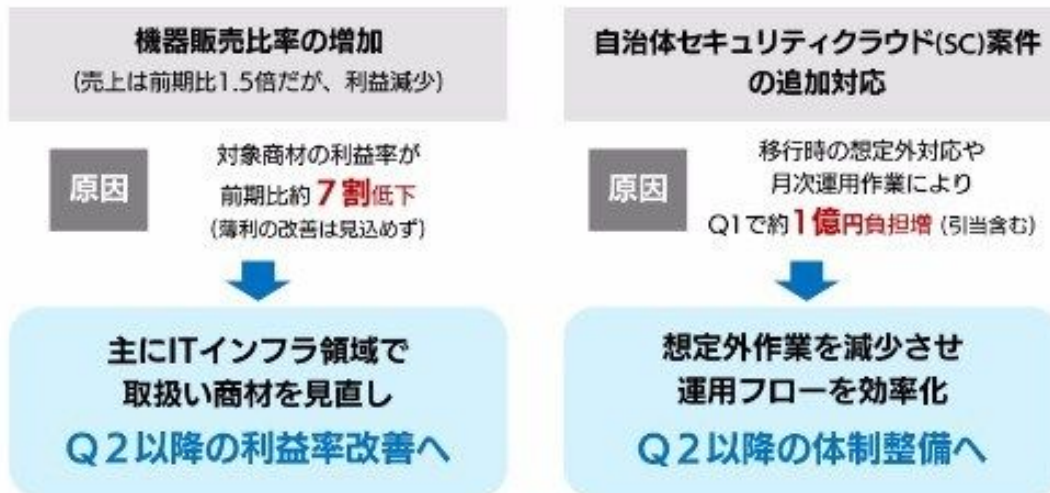 機器販売比率の増加
(売上は前期比1.5倍だが、利益減少)
原因
対象商材の利益率が
前期比約7割低下
(薄利の改善は見込めず)
主にITインフラ領域で
取扱い商材を見直し
Q2以降の利益率改善へ
自治体セキュリティクラウド(SC)案件
の追加対応
原因
移行時の想定外対応や
月次運用作業により
Q1で約1億円負担増 (引当含む)
想定外作業を減少させ
運用フローを効率化
Q2以降の体制整備へ